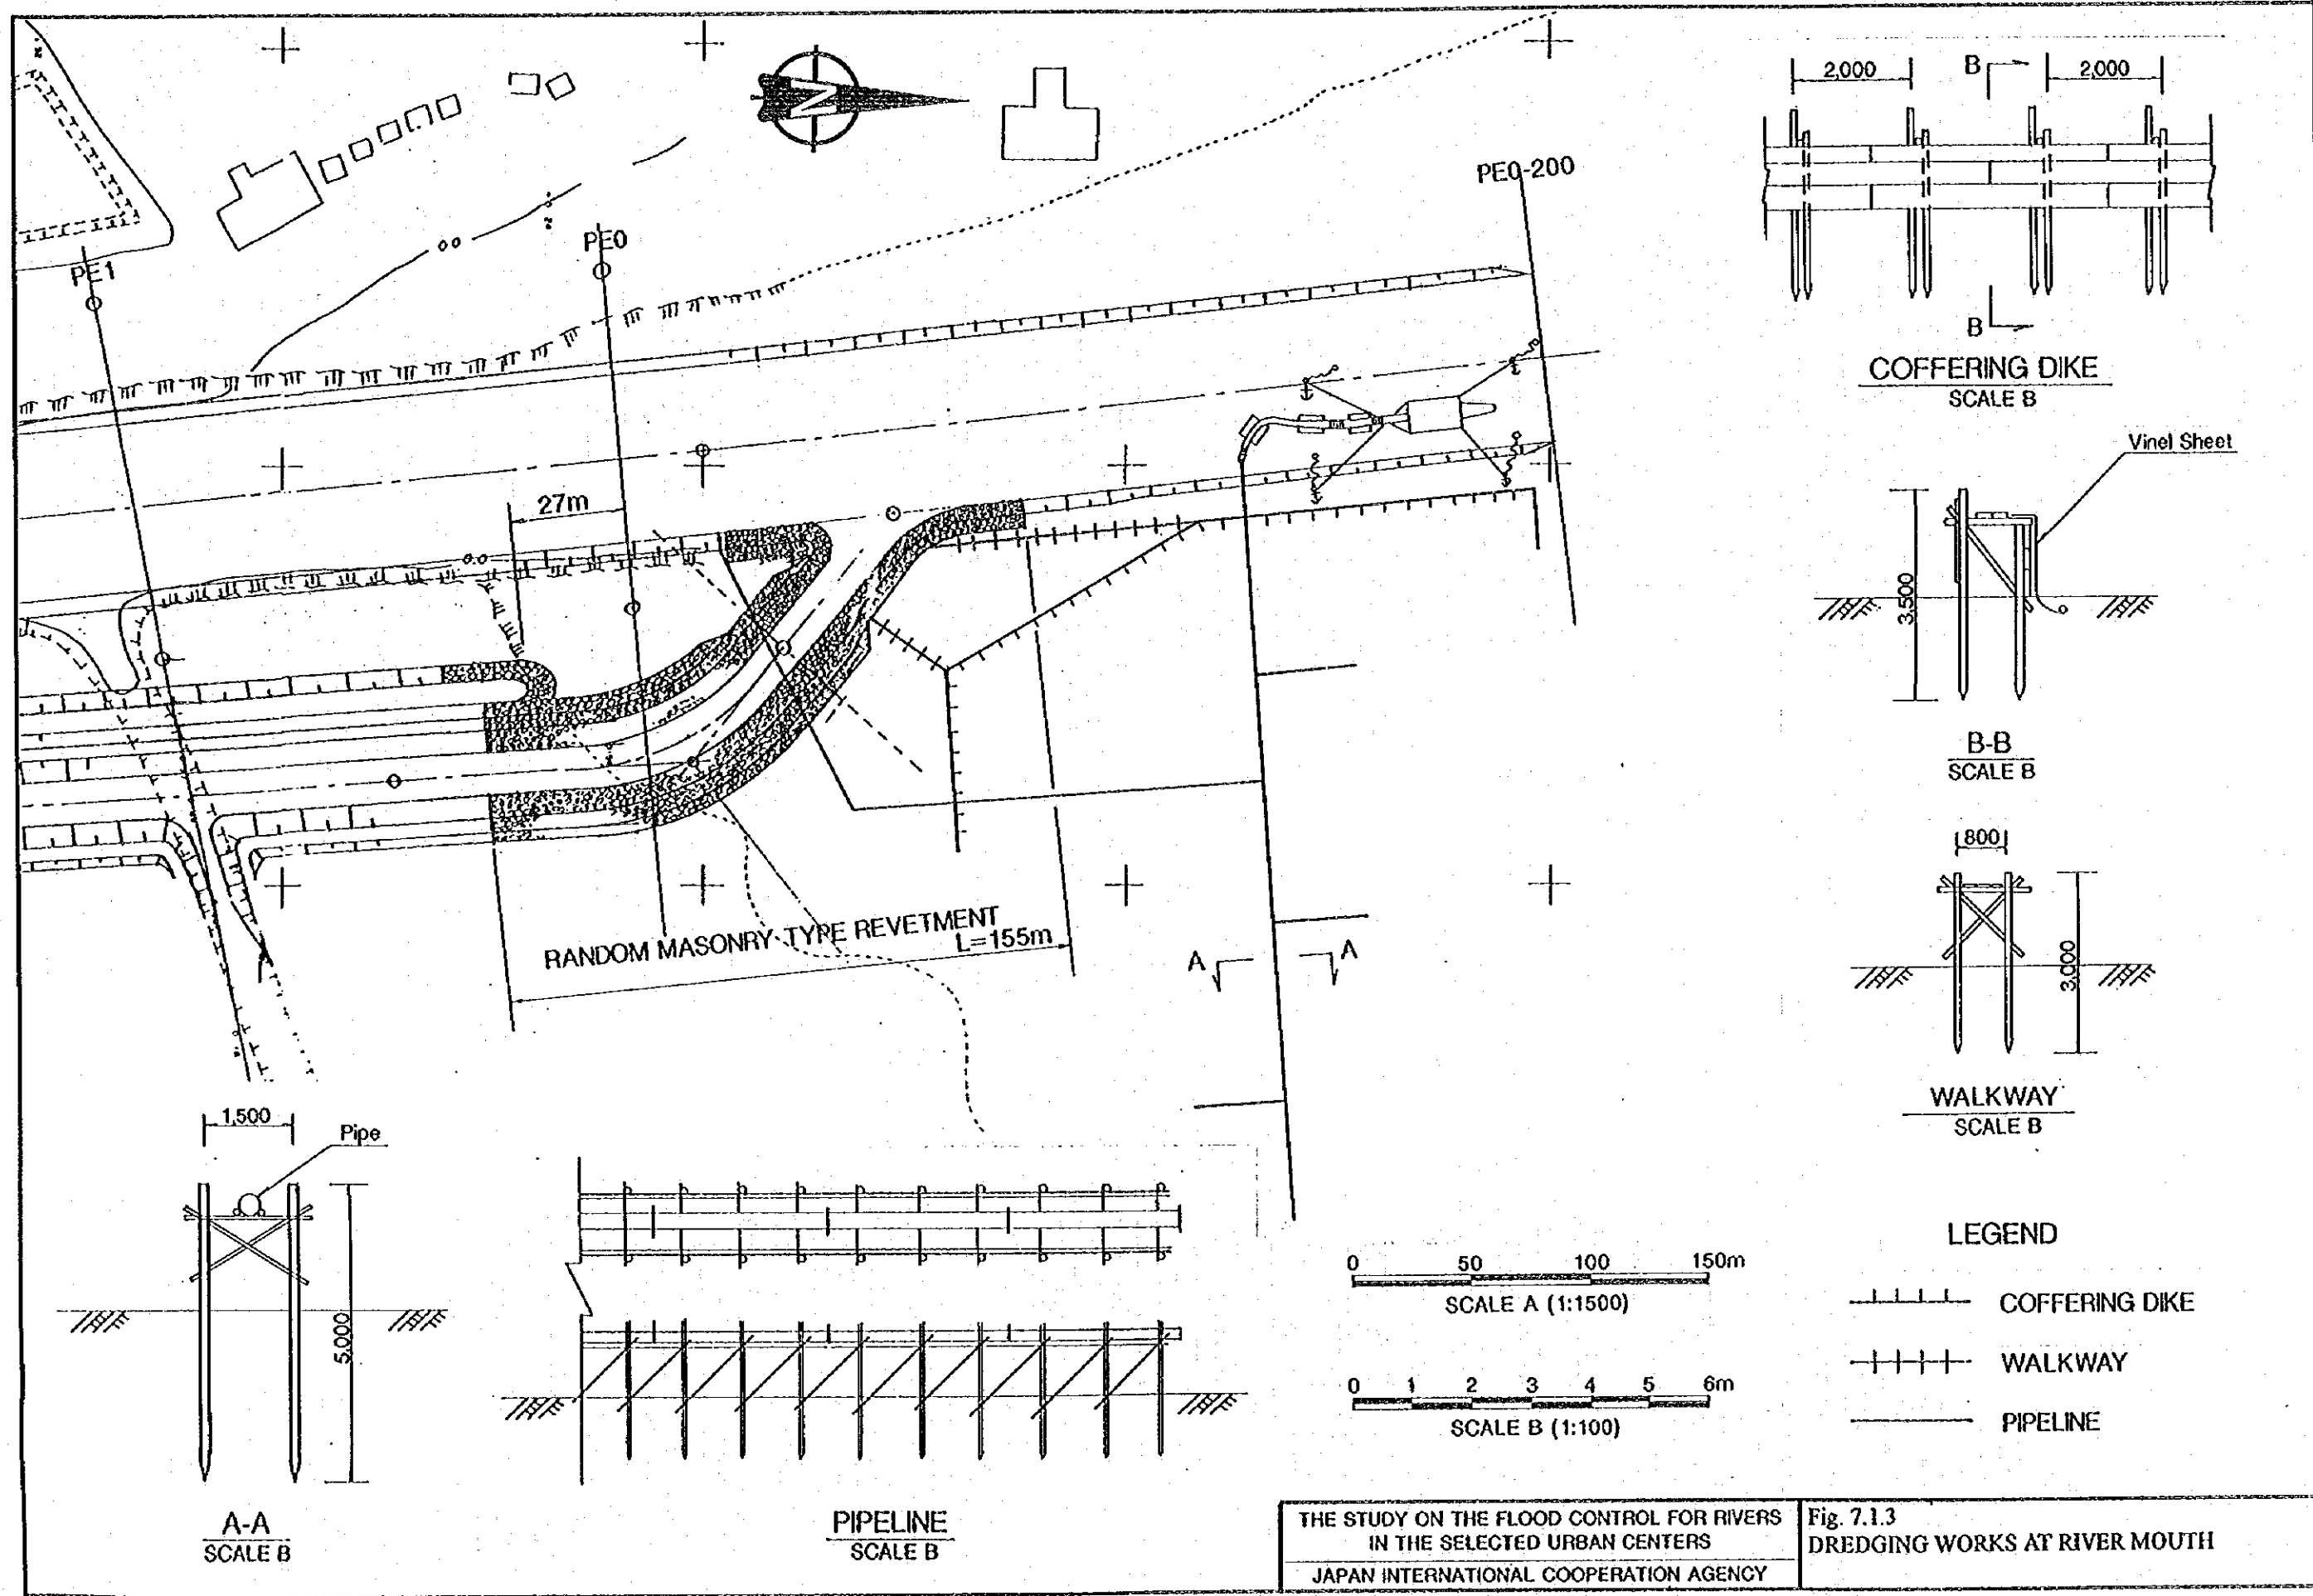 N
PE1
PE0
PE0-200
27m
RANDOM MASONRY TYPE REVETMENT
L=155m
A
A
2,000
B
2,000
B
COFFERING DIKE
SCALE B
Vinel Sheet
3,500
B-B
SCALE B
800
3,000
WALKWAY
SCALE B
1,500
Pipe
5,000
A-A
SCALE B
PIPELINE
SCALE B
0 50 100 150m
SCALE A (1:1500)
0 1 2 3 4 5 6m
SCALE B (1:100)
LEGEND
COFFERING DIKE
WALKWAY
PIPELINE
THE STUDY ON THE FLOOD CONTROL FOR RIVERS
IN THE SELECTED URBAN CENTERS
JAPAN INTERNATIONAL COOPERATION AGENCY
Fig. 7.1.3
DREDGING WORKS AT RIVER MOUTH